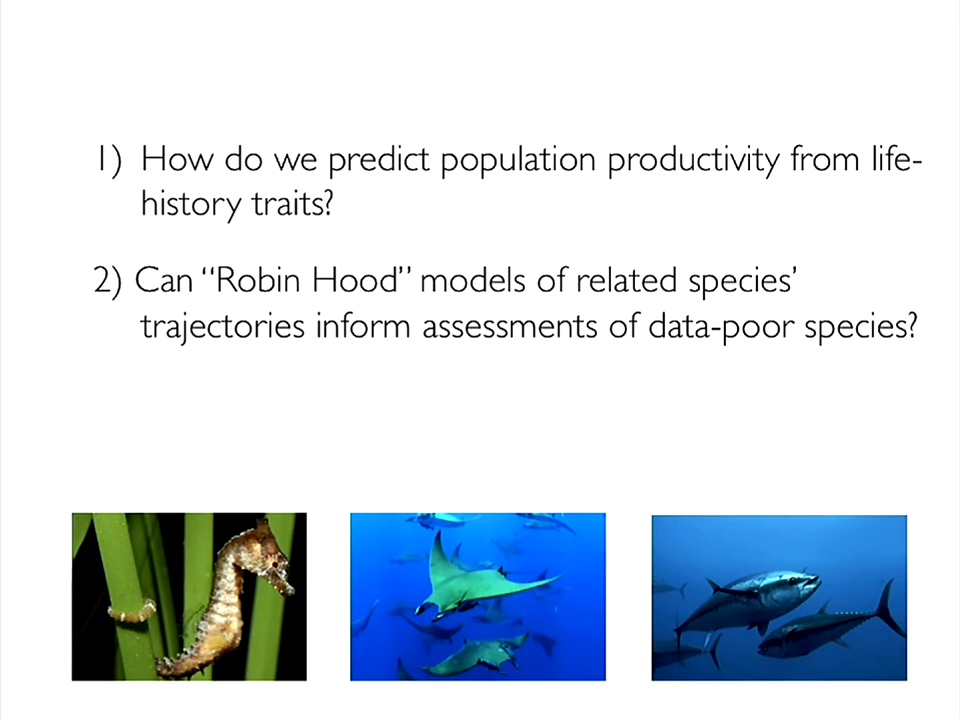 1) How do we predict population productivity from life-
history traits?
2) Can “Robin Hood” models of related species’
trajectories inform assessments of data-poor species?